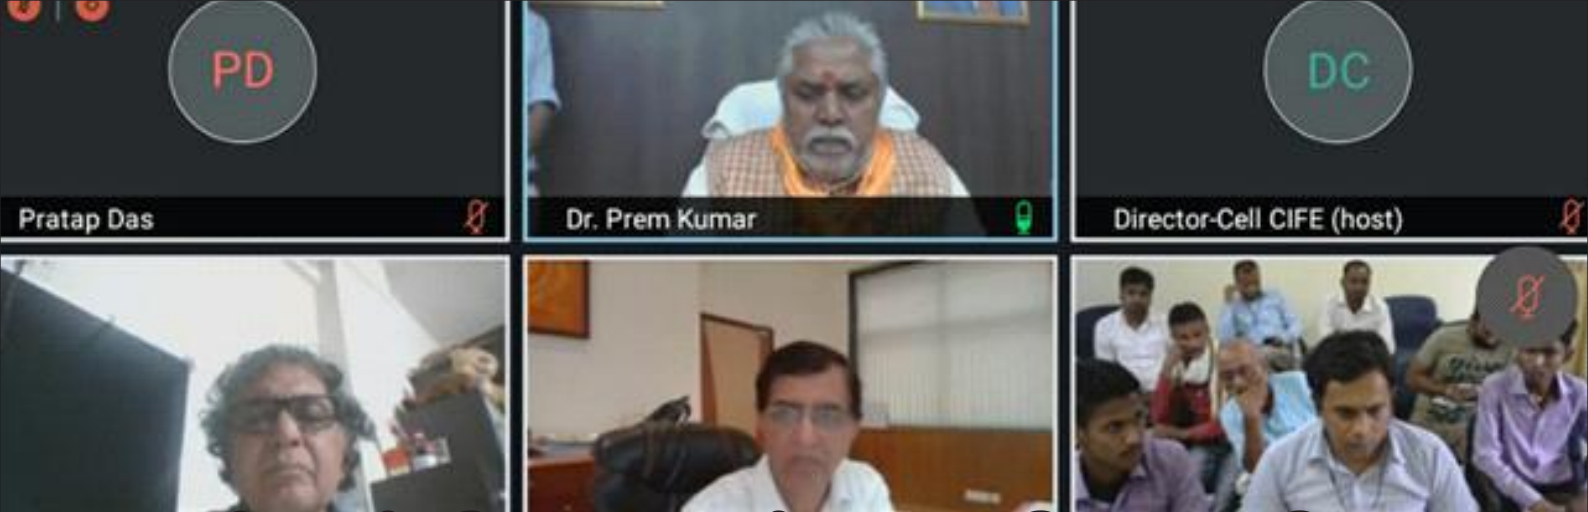 PD
DC
Pratap Das
Dr. Prem Kumar
Director-Cell CIFE (host)